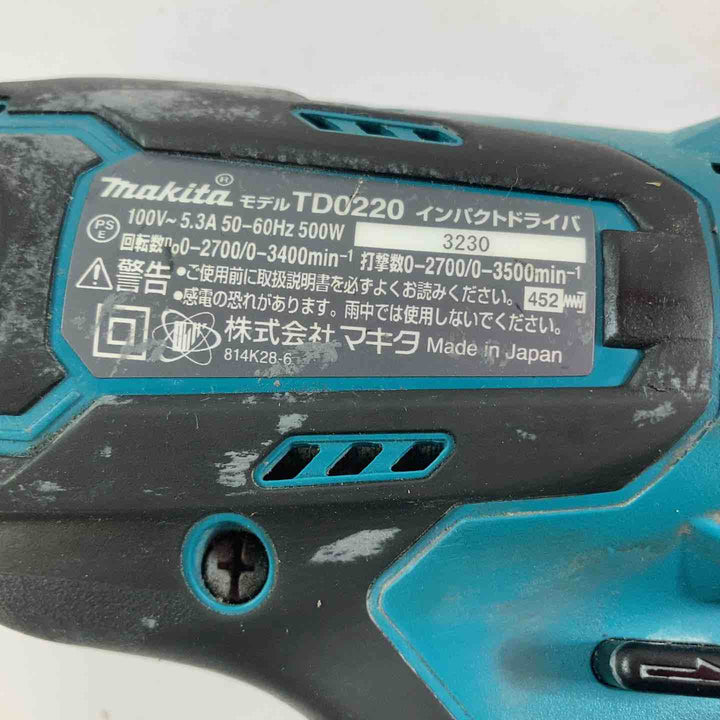 makita® モデル TD0220 インパクトドライバ
PS E 100V~ 5.3A 50-60Hz 500W 3230
回転数n₀0-2700/0-3400min⁻¹ 打撃数0-2700/0-3500min⁻¹
警告 •ご使用前に取扱説明書を必ずよくお読みください。
•感電の恐れがあります。雨中では使用しないでください。 452
株式会社マキタ Made in Japan
814K28-6